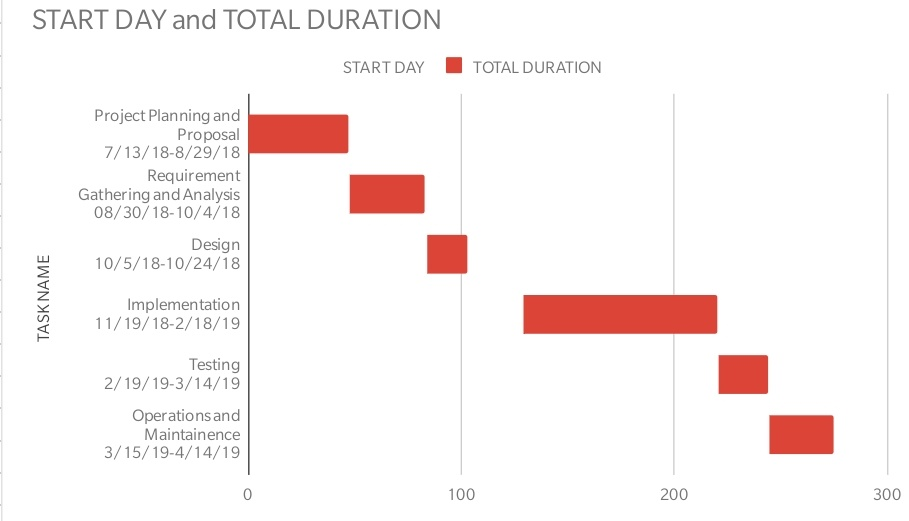 START DAY and TOTAL DURATION
START DAY TOTAL DURATION
Project Planning and
Proposal
7/13/18-8/29/18
Requirement
Gathering and Analysis
08/30/18-10/4/18
Design
10/5/18-10/24/18
Implementation
11/19/18-2/18/19
Testing
2/19/19-3/14/19
Operations and
Maintainence
3/15/19-4/14/19
TASK NAME
0 100 200 300